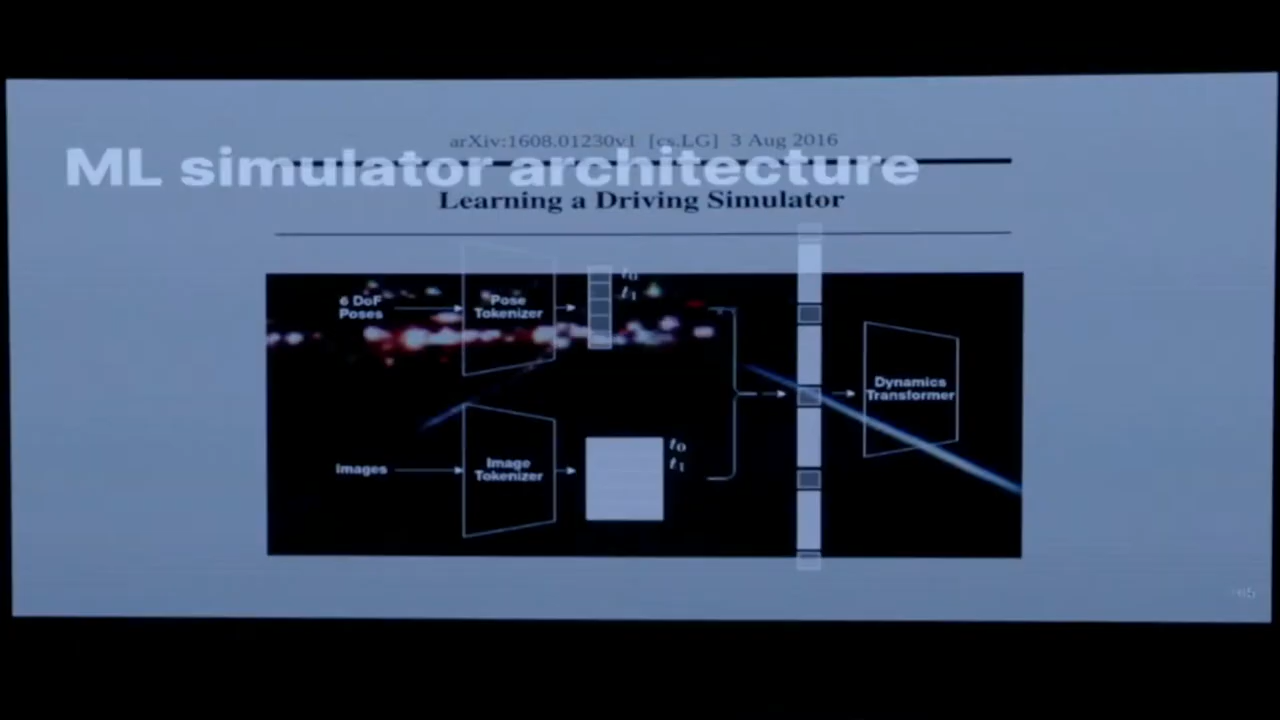 arXiv:1608.01230v1 [cs.LG] 3 Aug 2016
ML simulator architecture
Learning a Driving Simulator
6 DoF
Poses
Pose
Tokenizer
t0
t1
Dynamics
Transformer
Images
Image
Tokenizer
t0
t1
65